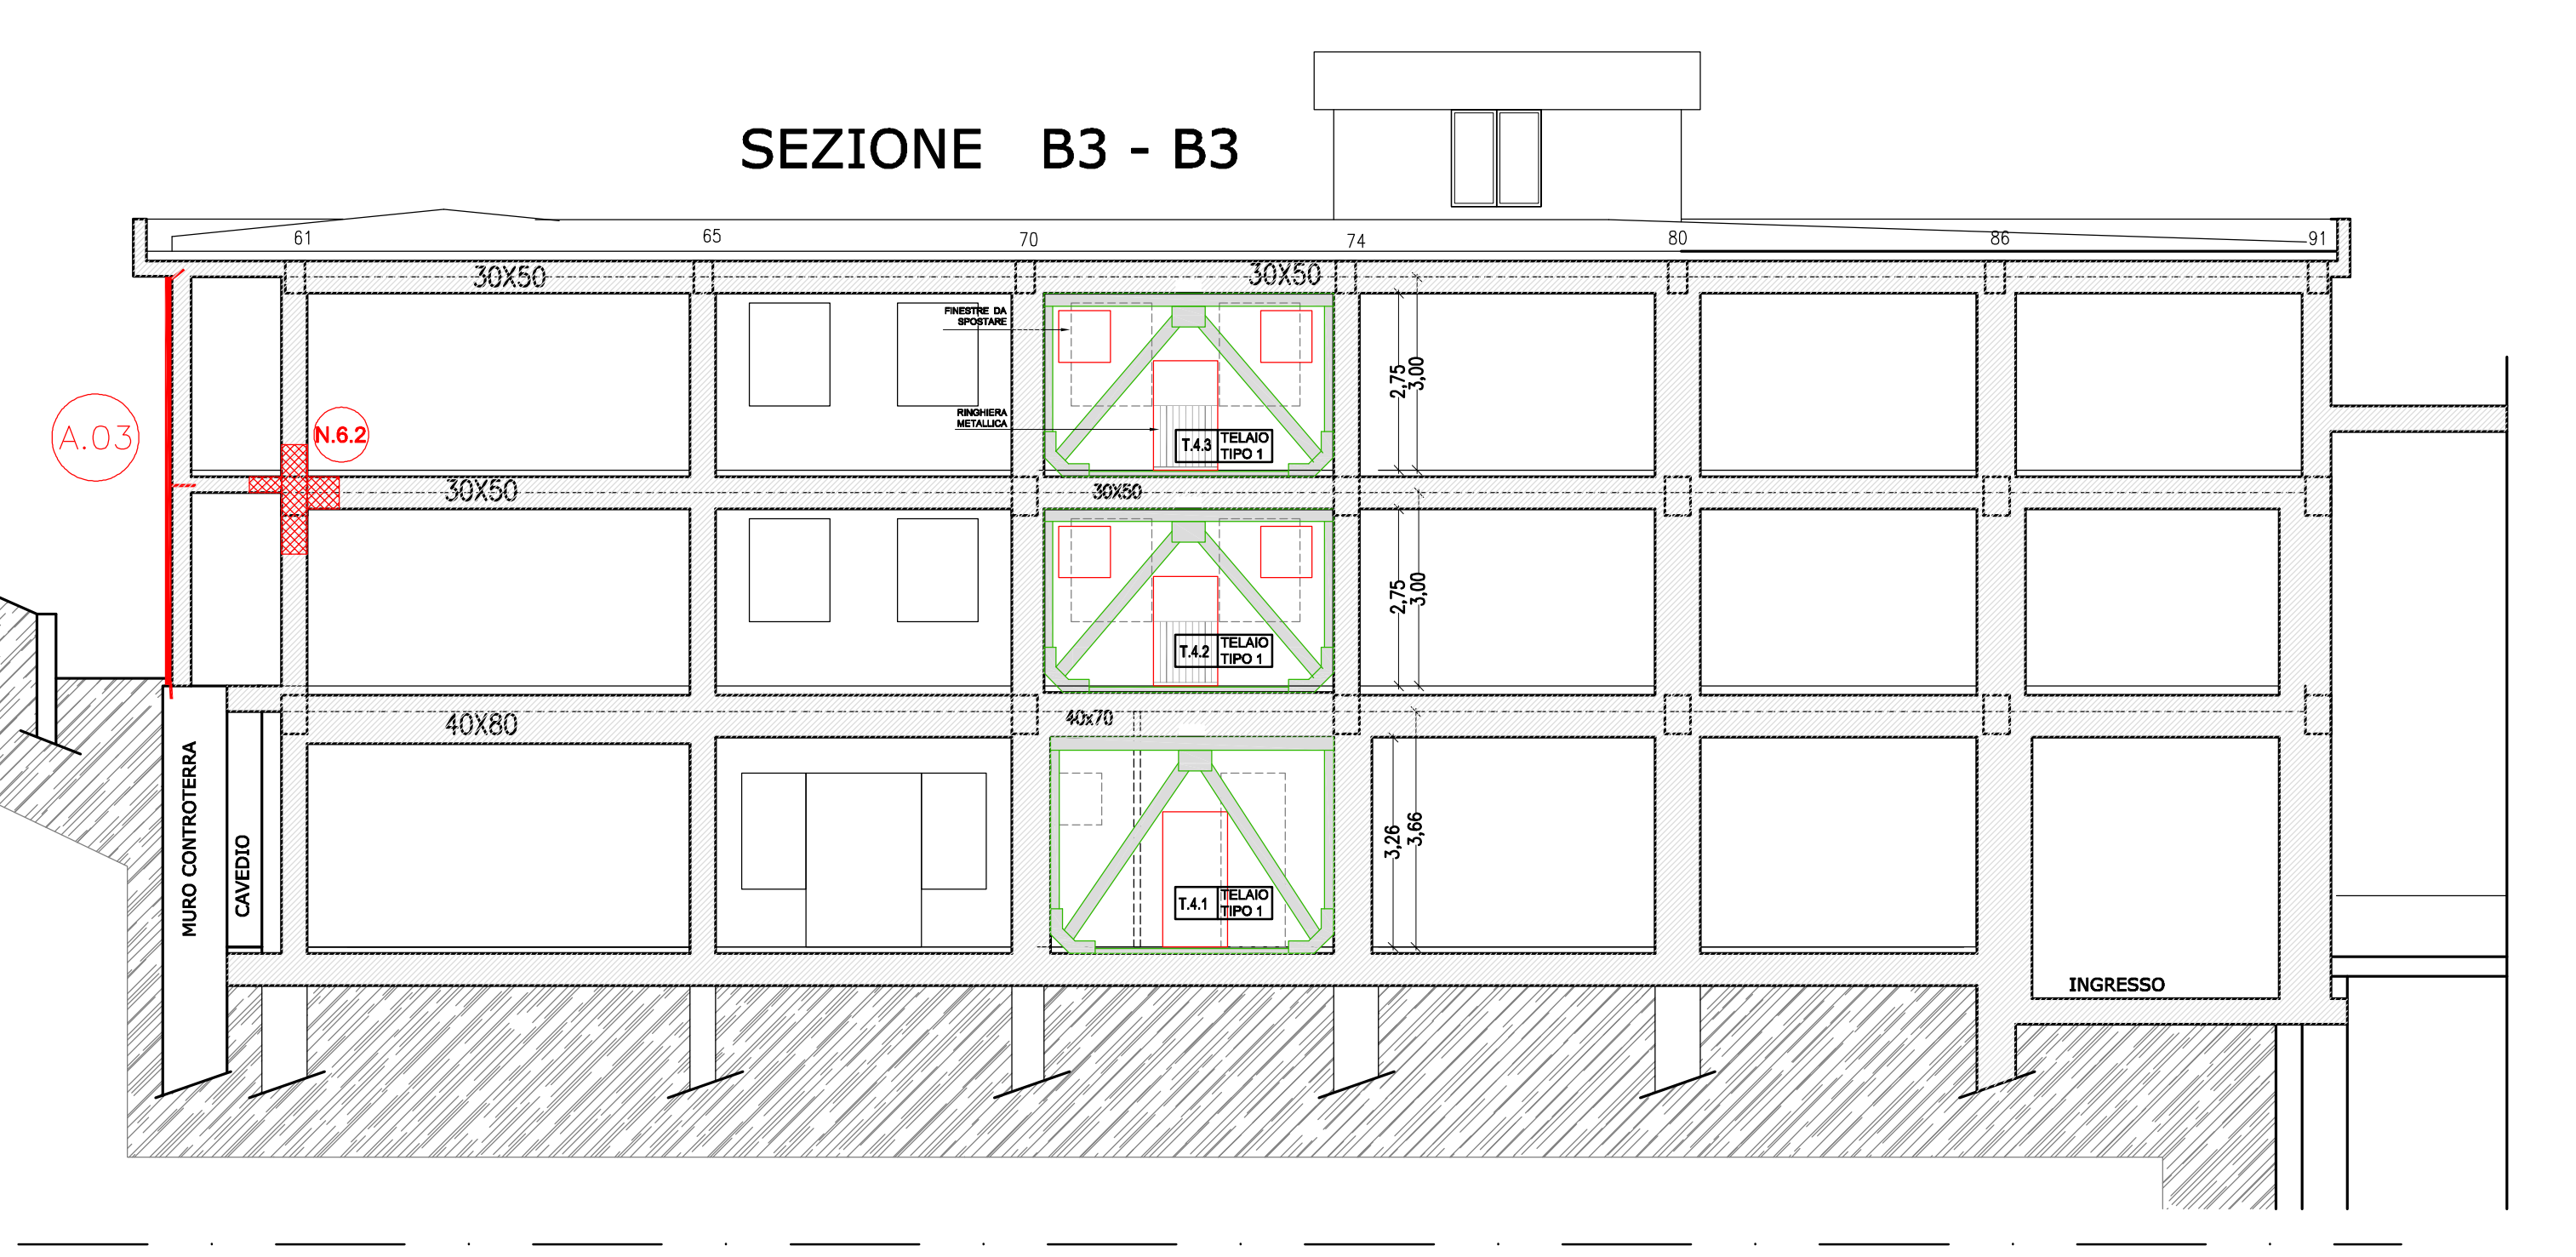 SEZIONE B3 - B3
61
65
70
74
80
86
91
30X50
30X50
FINESTRE DA
SPOSTARE
2,75
3,00
A.03
N.6.2
RINGHIERA
METALLICA
T.4.3
TELAIO
TIPO 1
30X50
30X50
2,75
3,00
T.4.2
TELAIO
TIPO 1
40X80
40x70
MURO CONTROTERRA
CAVEDIO
3,26
3,66
T.4.1
TELAIO
TIPO 1
INGRESSO